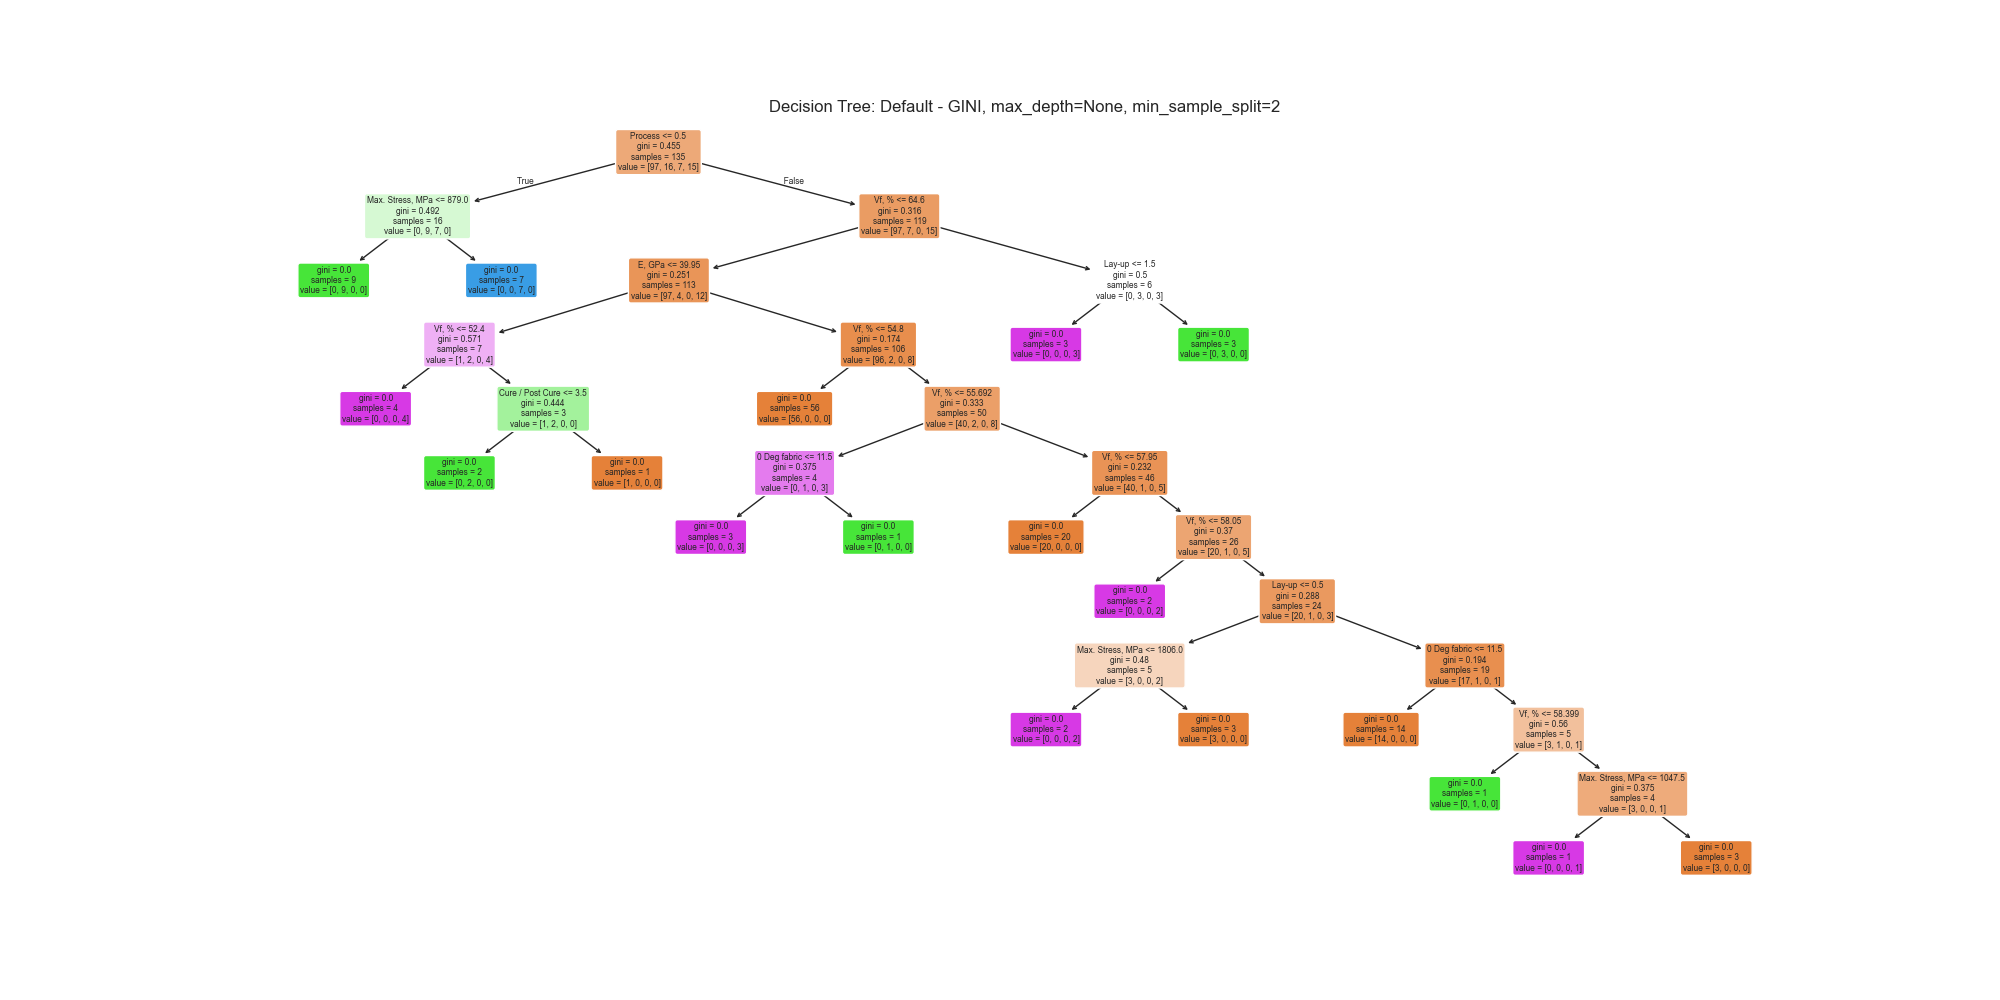 Decision Tree: Default - GINI, max_depth=None, min_sample_split=2
Process <= 0.5
gini = 0.455
samples = 135
value = [97, 16, 7, 15]
True
False
Max. Stress, MPa <= 879.0
gini = 0.492
samples = 16
value = [0, 9, 7, 0]
Vf, % <= 64.6
gini = 0.316
samples = 119
value = [97, 7, 0, 15]
gini = 0.0
samples = 9
value = [0, 9, 0, 0]
gini = 0.0
samples = 7
value = [0, 0, 7, 0]
E, GPa <= 39.95
gini = 0.251
samples = 113
value = [97, 4, 0, 12]
Lay-up <= 1.5
gini = 0.5
samples = 6
value = [0, 3, 0, 3]
Vf, % <= 52.4
gini = 0.571
samples = 7
value = [1, 2, 0, 4]
Vf, % <= 54.8
gini = 0.174
samples = 106
value = [96, 2, 0, 8]
gini = 0.0
samples = 3
value = [0, 0, 0, 3]
gini = 0.0
samples = 3
value = [0, 3, 0, 0]
gini = 0.0
samples = 4
value = [0, 0, 0, 4]
Cure / Post Cure <= 3.5
gini = 0.444
samples = 3
value = [1, 2, 0, 0]
gini = 0.0
samples = 56
value = [56, 0, 0, 0]
Vf, % <= 55.692
gini = 0.333
samples = 50
value = [40, 2, 0, 8]
gini = 0.0
samples = 2
value = [0, 2, 0, 0]
gini = 0.0
samples = 1
value = [1, 0, 0, 0]
0 Deg fabric <= 11.5
gini = 0.375
samples = 4
value = [0, 1, 0, 3]
Vf, % <= 57.95
gini = 0.232
samples = 46
value = [40, 1, 0, 5]
gini = 0.0
samples = 3
value = [0, 0, 0, 3]
gini = 0.0
samples = 1
value = [0, 1, 0, 0]
gini = 0.0
samples = 20
value = [20, 0, 0, 0]
Vf, % <= 58.05
gini = 0.37
samples = 26
value = [20, 1, 0, 5]
gini = 0.0
samples = 2
value = [0, 0, 0, 2]
Lay-up <= 0.5
gini = 0.288
samples = 24
value = [20, 1, 0, 3]
Max. Stress, MPa <= 1806.0
gini = 0.48
samples = 5
value = [3, 0, 0, 2]
0 Deg fabric <= 11.5
gini = 0.194
samples = 19
value = [17, 1, 0, 1]
gini = 0.0
samples = 2
value = [0, 0, 0, 2]
gini = 0.0
samples = 3
value = [3, 0, 0, 0]
gini = 0.0
samples = 14
value = [14, 0, 0, 0]
Vf, % <= 58.399
gini = 0.56
samples = 5
value = [3, 1, 0, 1]
gini = 0.0
samples = 1
value = [0, 1, 0, 0]
Max. Stress, MPa <= 1047.5
gini = 0.375
samples = 4
value = [3, 0, 0, 1]
gini = 0.0
samples = 1
value = [0, 0, 0, 1]
gini = 0.0
samples = 3
value = [3, 0, 0, 0]